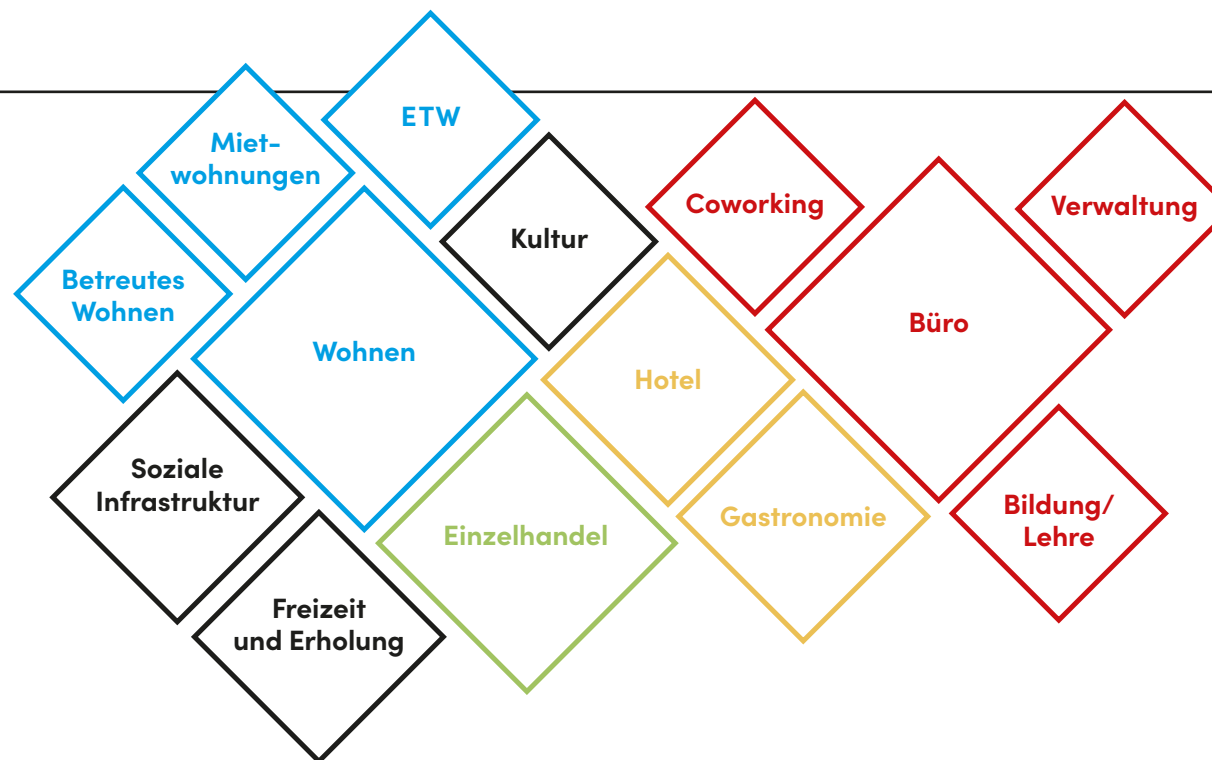 ETW
Miet-
wohnungen
Coworking
Verwaltung
Kultur
Betreutes
Wohnen
Büro
Wohnen
Hotel
Soziale
Infrastruktur
Einzelhandel
Gastronomie
Bildung/
Lehre
Freizeit
und Erholung